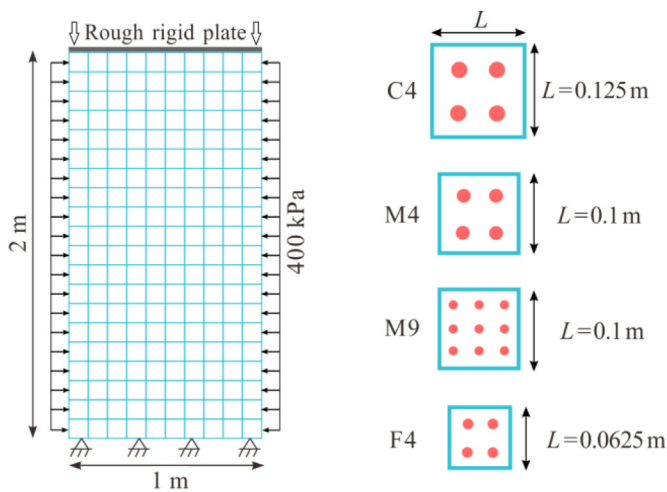 Rough rigid plate
2 m
400 kPa
1 m
L
C4
L=0.125 m
M4
L=0.1 m
M9
L=0.1 m
F4
L=0.0625 m